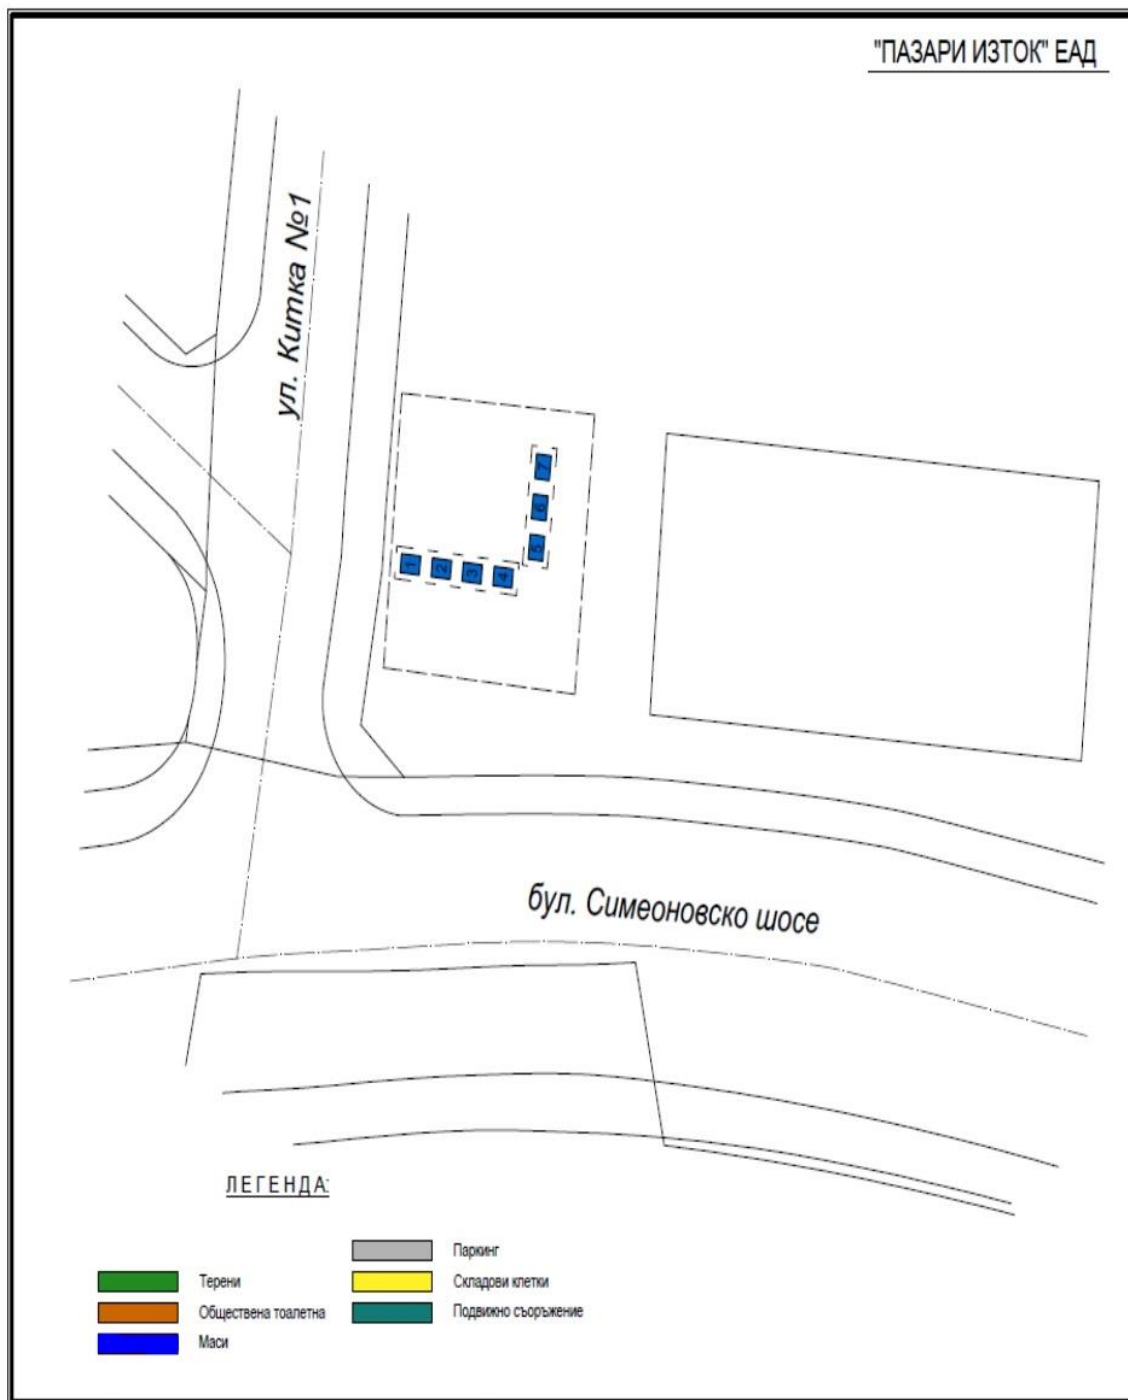 "ПАЗАРИ ИЗТОК" ЕАД
ул. Китка №1
7
6
5
1
2
3
4
бул. Симеоновско шосе
ЛЕГЕНДА:
Паркинг
Терени
Складови клетки
Обществена тоалетна
Подвижно съоръжение
Маси